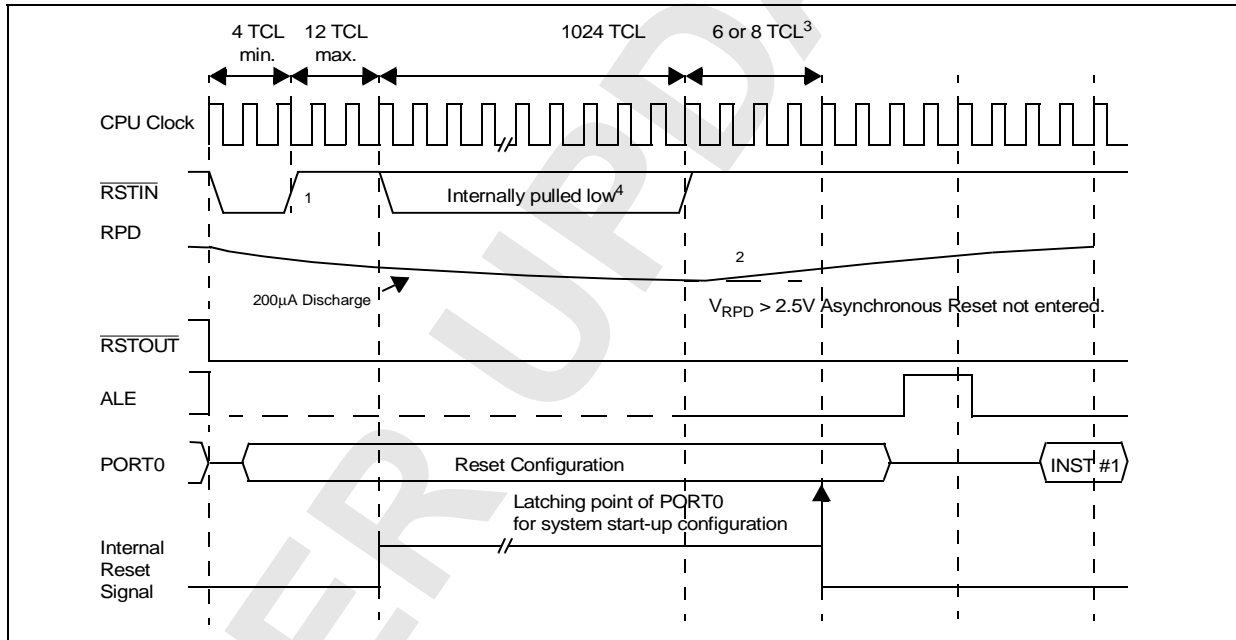 4 TCL
min.
12 TCL
max.
1024 TCL
6 or 8 TCL3
CPU Clock
RSTIN
1
Internally pulled low4
RPD
2
200µA Discharge
VRPD > 2.5V Asynchronous Reset not entered.
RSTOUT
ALE
PORT0
Reset Configuration
INST #1
Latching point of PORT0
for system start-up configuration
Internal
Reset
Signal
ER UPDA